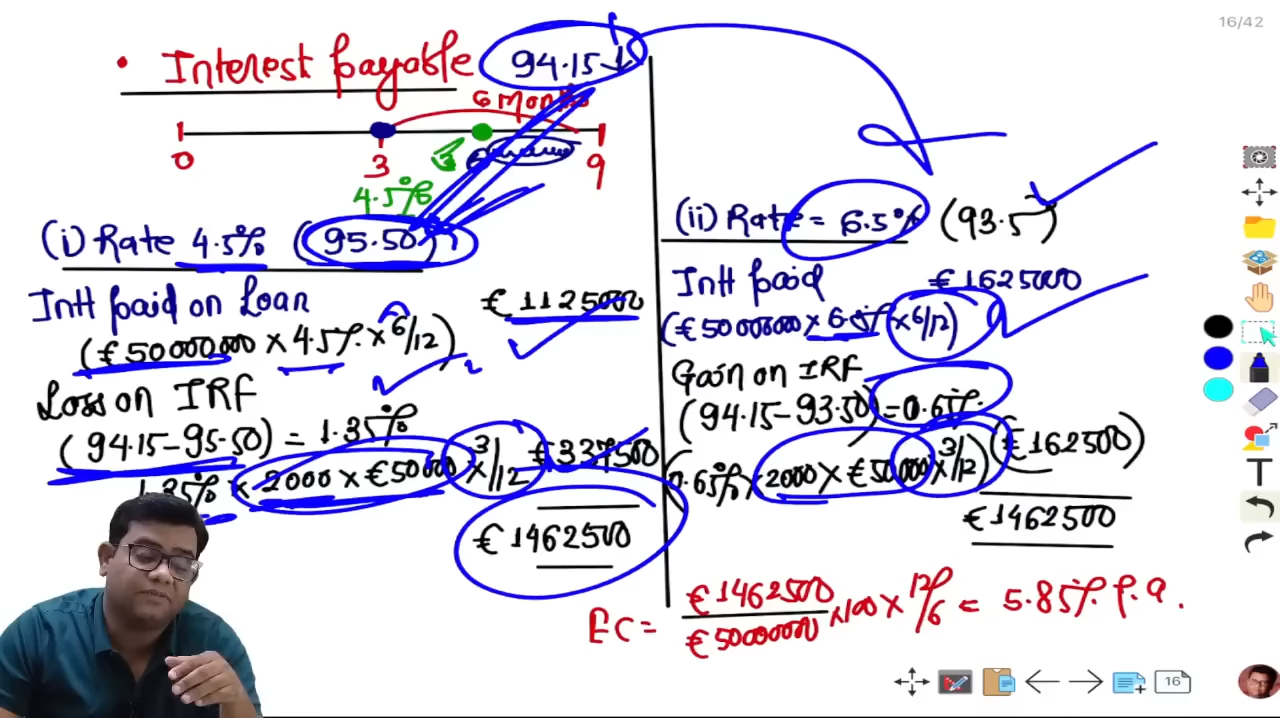 16/42
• Interest payable 94.15↓
6 months
0 3 9
4.5%
(i) Rate 4.5% (95.50)
Intt paid on Loan € 1125000
(€50000000 × 4.5% × 6/12)
Loss on IRF
(94.15-95.50) = 1.35%
1.35% × 2000 × €50000 × 3/12 € 337500
€ 1462500
(ii) Rate = 6.5% (93.5)
Intt paid € 1625000
(€50000000 × 6.5% × 6/12)
Gain on IRF
(94.15-93.50) = 0.65%
(0.65% × 2000 × €50000 × 3/12) (€ 162500)
€ 1462500
EC = €1462500 / €50000000 × 100 × 12/6 = 5.85% p.a.
T
16